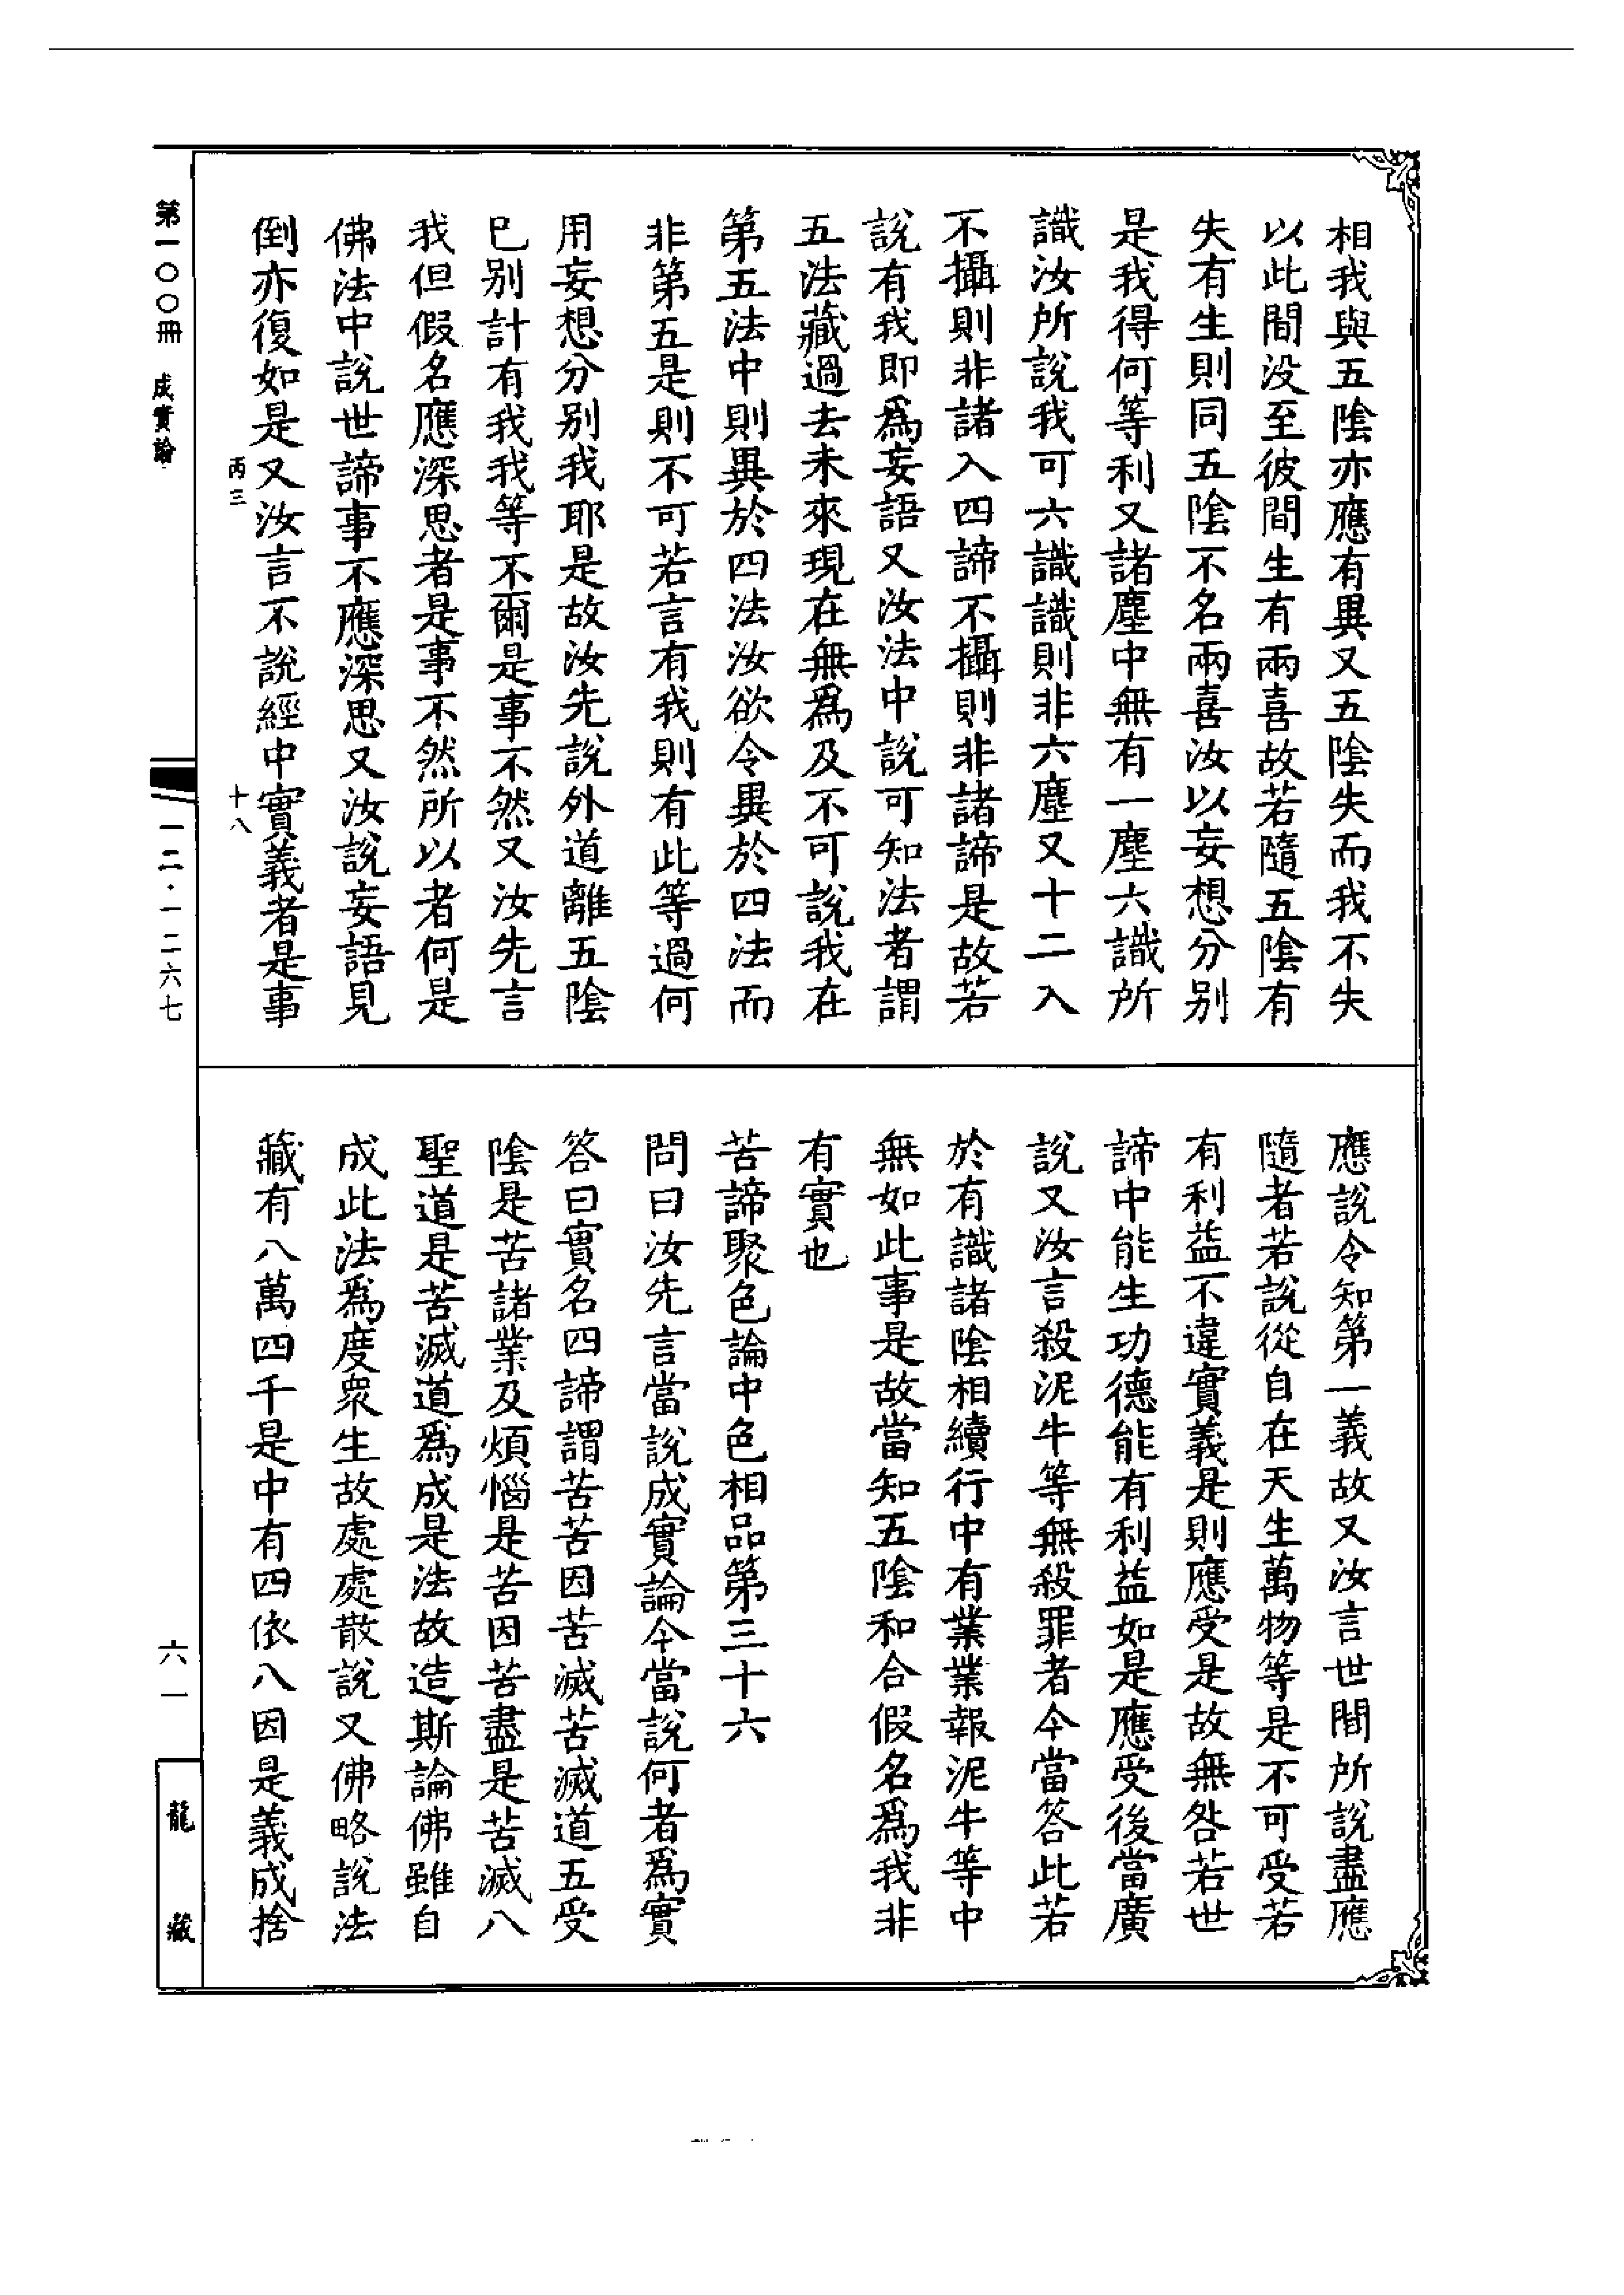 相我與五陰亦應有異又五陰失而我不失
以此間没至彼間生有兩喜故若隨五陰有
失有生則同五陰不名兩喜汝以妄想分别
是我得何等利又諸塵中無有一塵六識所
識汝所說我可六識識則非六塵又十二入
不攝則非諸入四諦不攝則非諸諦是故若
說有我即爲妄語又汝法中說可知法者謂
五法藏過去未來現在無爲及不可說我在
第五法中則異於四法汝欲令異於四法而
非第五是則不可若言有我則有此等過何
用妄想分别我耶是故汝先說外道離五陰
已别計有我我等不爾是事不然又汝先言
我但假名應深思者是事不然所以者何是
佛法中說世諦事不應深思又汝說妄語見
倒亦復如是又汝言不說經中實義者是事
丙三
十八
應說令知第一義故又汝言世間所說盡應
隨者若說從自在天生萬物等是不可受若
有利益不違實義是則應受是故無咎若世
諦中能生功德能有利益如是應受後當廣
說又汝言殺泥牛等無殺罪者今當答此若
於有識諸陰相續行中有業業報泥牛等中
無如此事是故當知五陰和合假名爲我非
有實也
苦諦聚色論中色相品第三十六
問曰汝先言當說成實論今當說何者爲實
答曰實名四諦謂苦苦因苦滅苦滅道五受
陰是苦諸業及煩惱是苦因苦盡是苦滅八
聖道是苦滅道爲成是法故造斯論佛雖自
成此法爲度衆生故處處散說又佛略說法
藏有八萬四千是中有四依八因是義成捨
第一〇〇冊　成實論
一二·一二六七
六一
龍藏